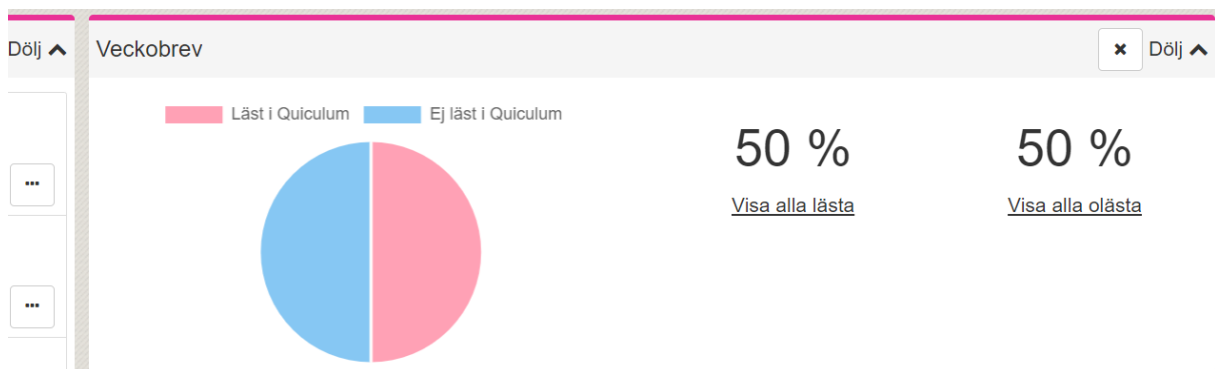 Dölj
Veckobrev
Dölj
Läst i Quiculum
Ej läst i Quiculum
50 %
50 %
Visa alla lästa
Visa alla olästa